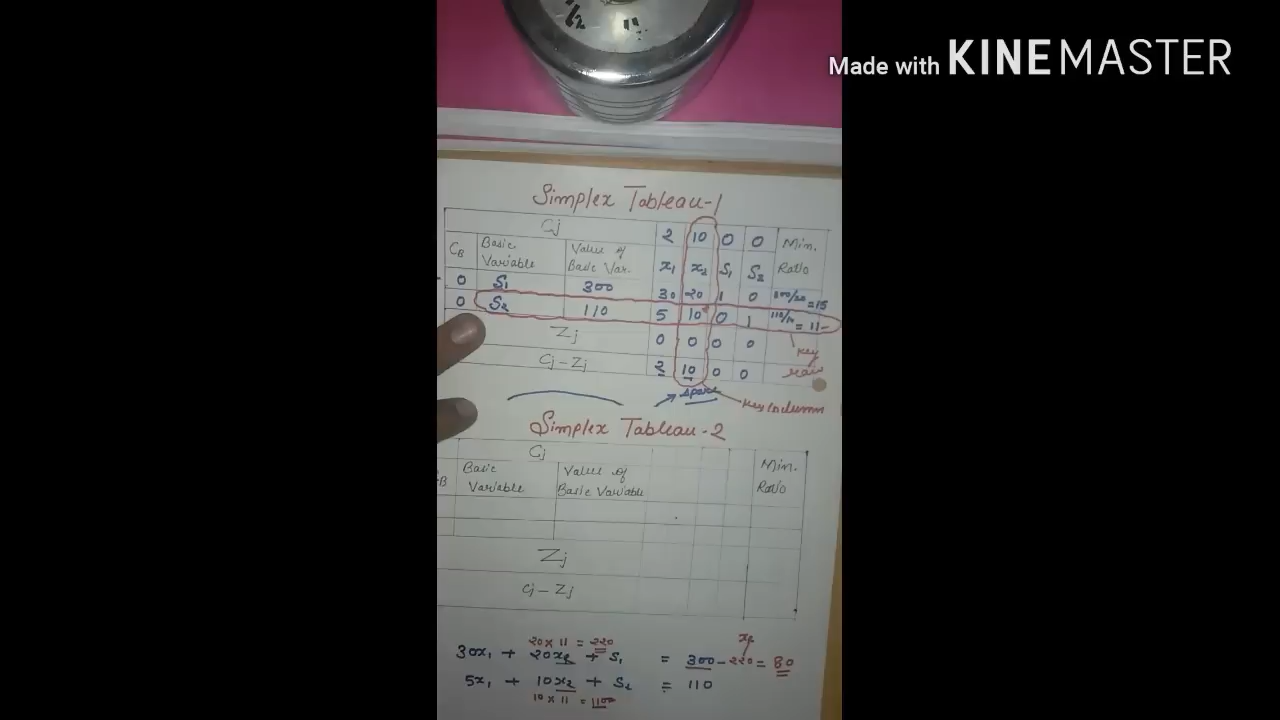 Made with KINEMASTER
Simplex Tableau-1
Cj 2 10 0 0 Min. Ratio
CB Basic Variable Value of Basic Var. x1 x2 S1 S2
0 S1 300 30 20 1 0 300/20 = 15
0 S2 110 5 10 0 1 110/10 = 11
Zj 0 0 0 0 Key
Cj - Zj 2 10 0 0
Key Column
Simplex Tableau-2
Cj Min. Ratio
B Basic Variable Value of Basic Variable
Zj
Cj - Zj
20 x 11 = 220
30x1 + 20x2 + S1 = 300 - 220 = 80
5x1 + 10x2 + S2 = 110
10 x 11 = 110